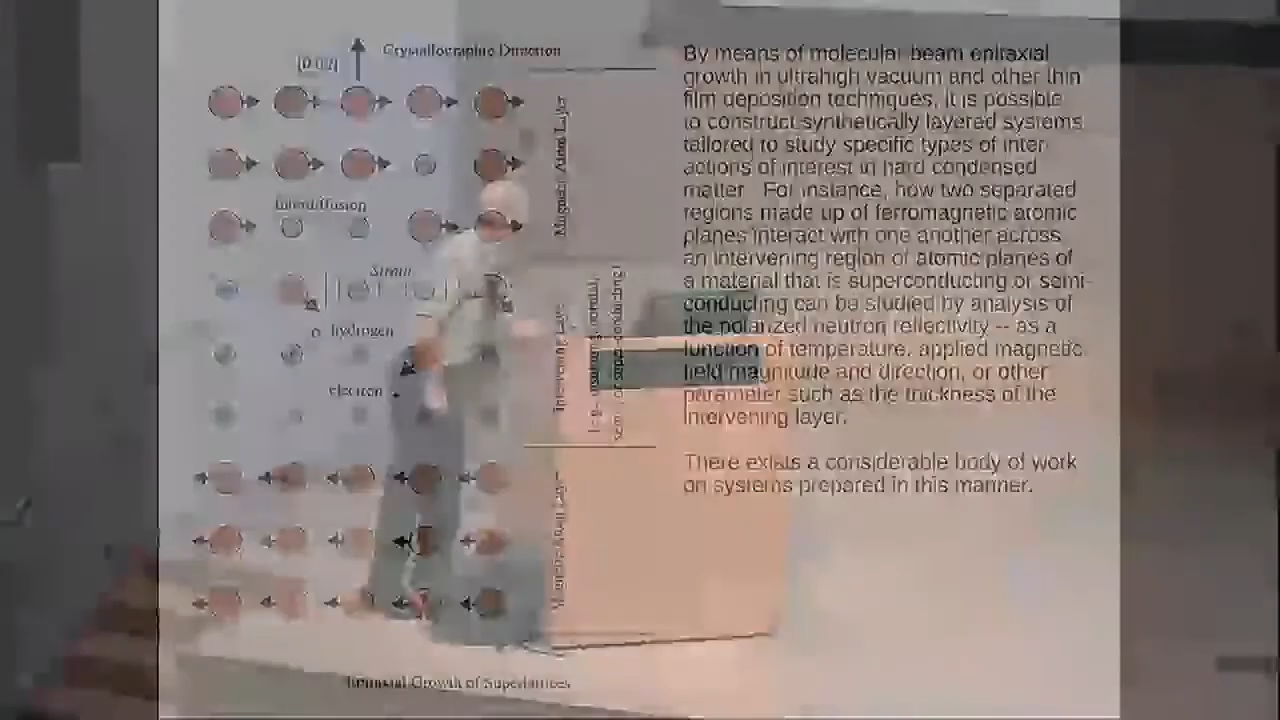 Crystallographic Direction
Magnetic Atom Layer
Interdiffusion
Strain
hydrogen
electron
Intervening Layer
Magnetic Atom Layer
Epitaxial Growth of Superlattices
By means of molecular beam epitaxial
growth in ultrahigh vacuum and other thin
film deposition techniques, it is possible
to construct synthetically layered systems
tailored to study specific types of inter-
actions of interest in hard condensed
matter. For instance, how two separated
regions made up of ferromagnetic atomic
planes interact with one another across
an intervening region of atomic planes of
a material that is superconducting or semi-
conducting can be studied by analysis of
the polarized neutron reflectivity -- as a
function of temperature, applied magnetic
field magnitude and direction, or other
parameter such as the thickness of the
intervening layer.
There exists a considerable body of work
on systems prepared in this manner.